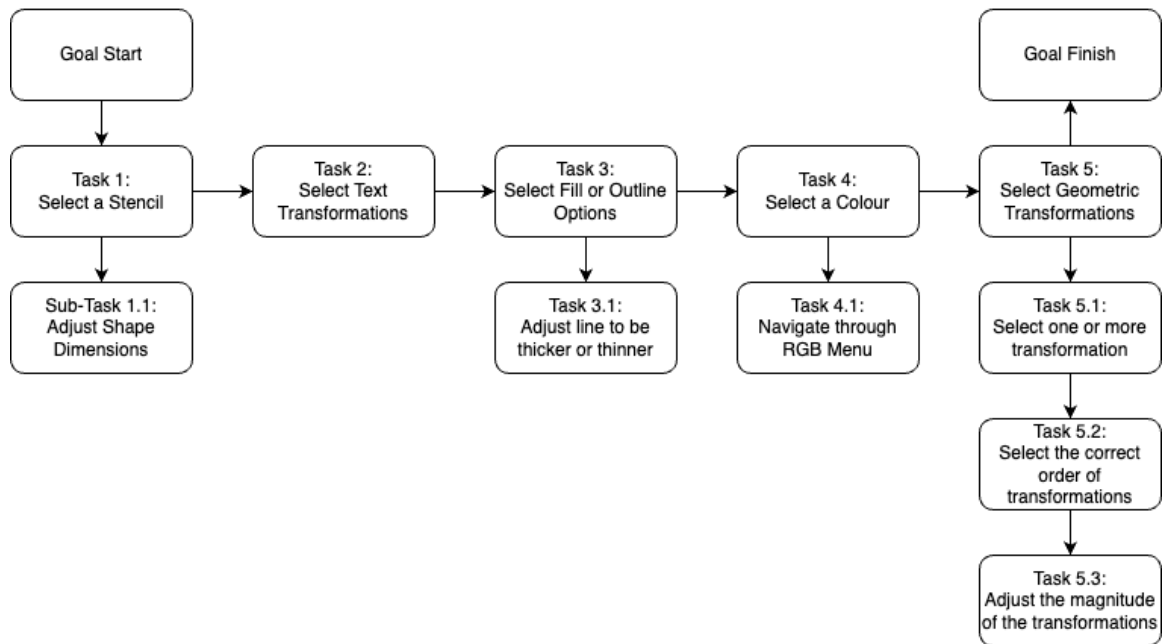 Goal Start
Goal Finish
Task 1:
Select a Stencil
Task 2:
Select Text
Transformations
Task 3:
Select Fill or Outline
Options
Task 4:
Select a Colour
Task 5:
Select Geometric
Transformations
Sub-Task 1.1:
Adjust Shape
Dimensions
Task 3.1:
Adjust line to be
thicker or thinner
Task 4.1:
Navigate through
RGB Menu
Task 5.1:
Select one or more
transformation
Task 5.2:
Select the correct
order of
transformations
Task 5.3:
Adjust the magnitude
of the transformations